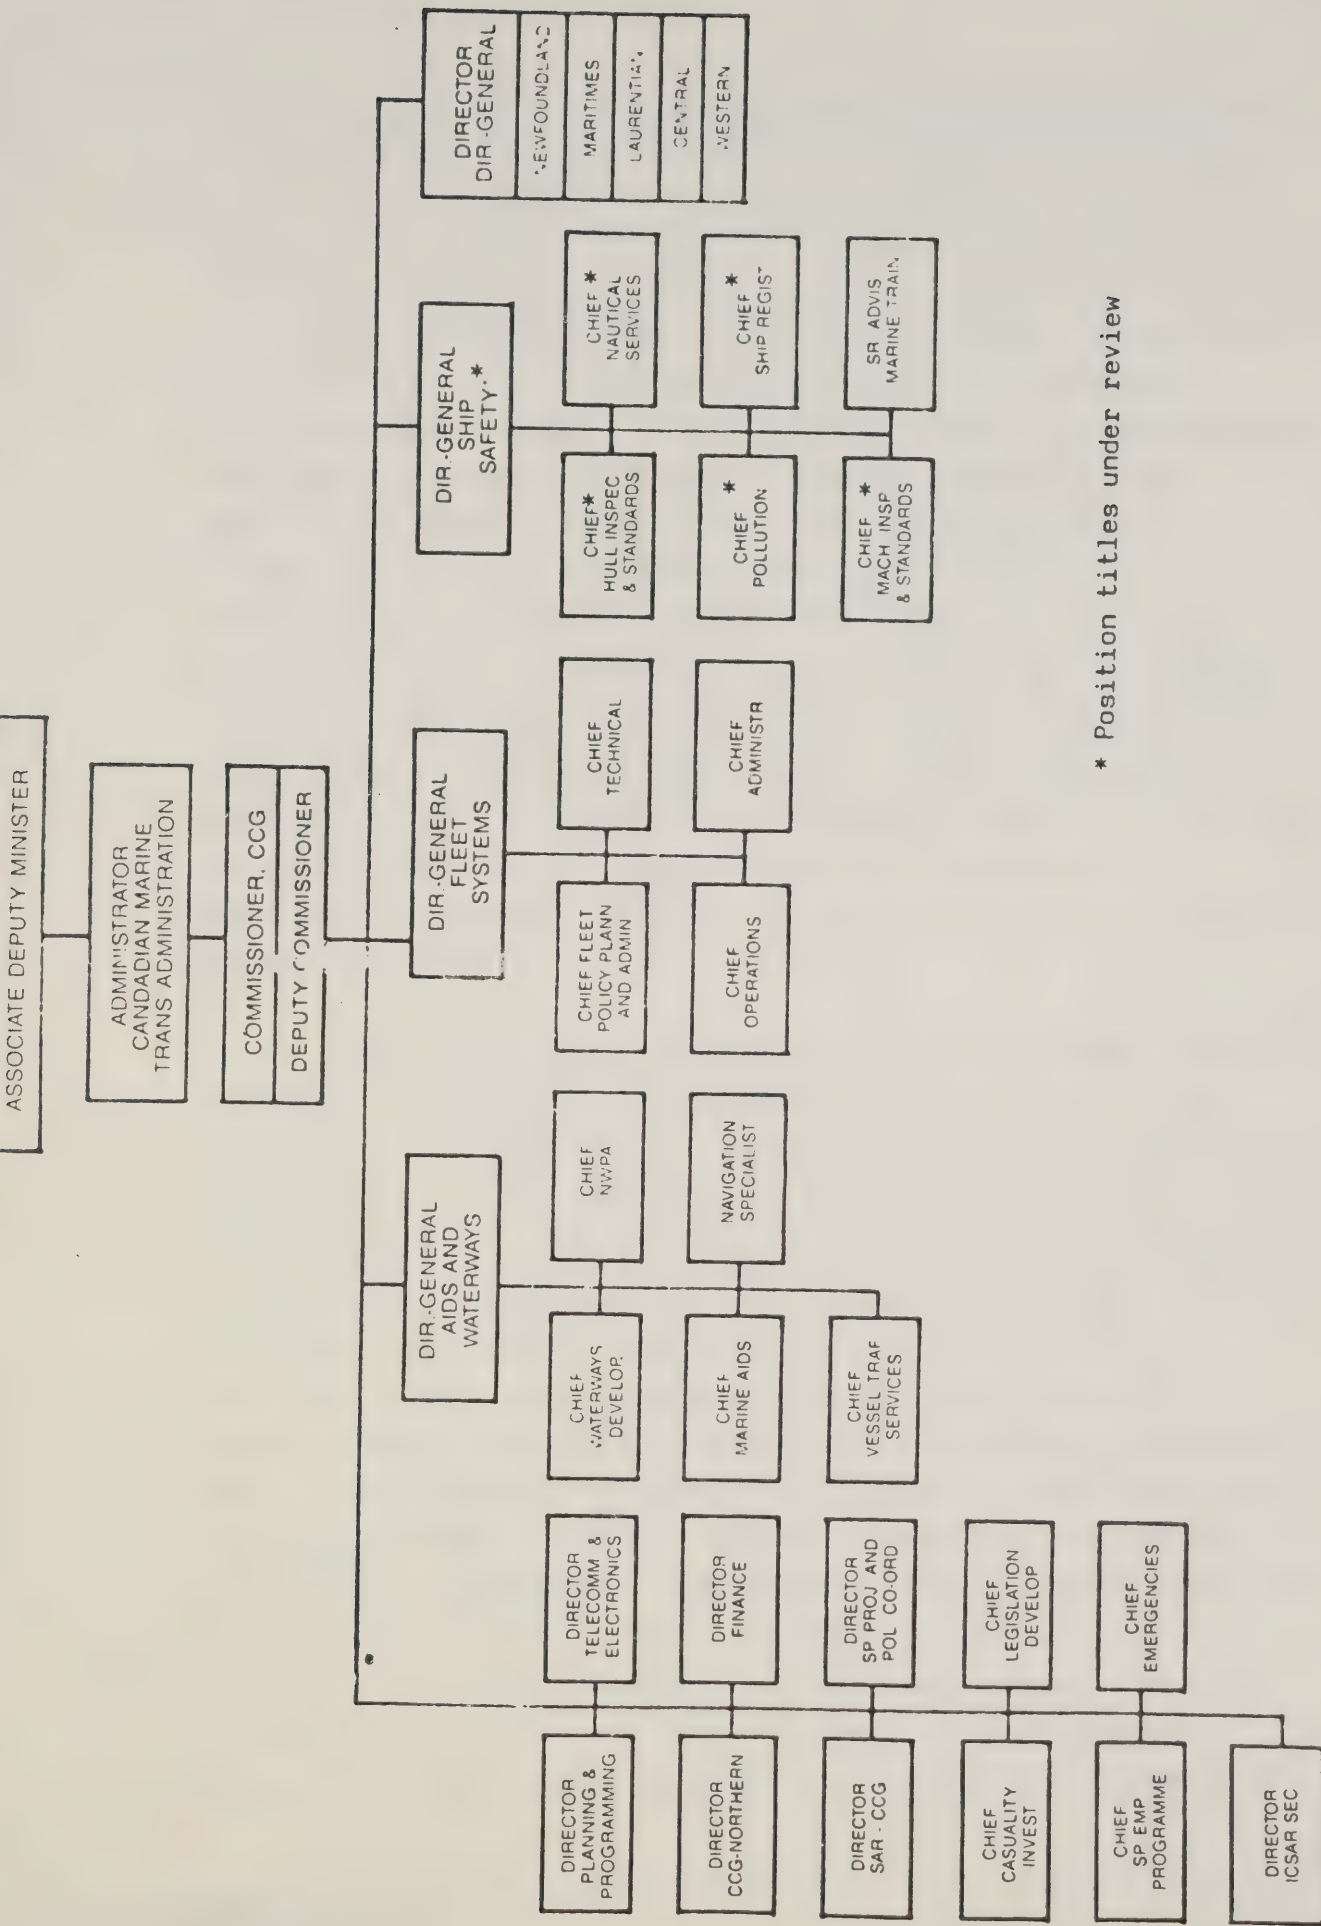 ASSOCIATE DEPUTY MINISTER
ADMINISTRATOR
CANDADIAN MARINE
TRANS ADMINISTRATION
COMMISSIONER, CCG
DEPUTY COMMISSIONER
DIR.-GENERAL
AIDS AND
WATERWAYS
DIR.-GENERAL
FLEET
SYSTEMS
DIR.-GENERAL
SHIP
SAFETY.*
DIRECTOR
DIR.-GENERAL
NEWFOUNDLAND
MARITIMES
LAURENTIAN
CENTRAL
WESTERN
DIRECTOR
PLANNING &
PROGRAMMING
DIRECTOR
TELECOMM &
ELECTRONICS
DIRECTOR
CCG-NORTHERN
DIRECTOR
FINANCE
DIRECTOR
SAR - CCG
DIRECTOR
SP PROJ AND
POL CO-ORD
CHIEF
CASUALITY
INVEST
CHIEF
LEGISLATION
DEVELOP
CHIEF
SP EMP
PROGRAMME
CHIEF
EMERGENCIES
DIRECTOR
ICSAR SEC
CHIEF
WATERWAYS
DEVELOP.
CHIEF
NWPA
CHIEF
MARINE AIDS
NAVIGATION
SPECIALIST
CHIEF
VESSEL TRAF
SERVICES
CHIEF FLEET
POLICY PLANN
AND ADMIN
CHIEF
TECHNICAL
CHIEF
OPERATIONS
CHIEF
ADMINISTR
CHIEF*
HULL INSPEC
& STANDARDS
CHIEF *
NAUTICAL
SERVICES
CHIEF *
POLLUTION
CHIEF *
SHIP REGIST
CHIEF *
MACH INSP
& STANDARDS
SR ADVIS
MARINE TRAIN
* Position titles under review